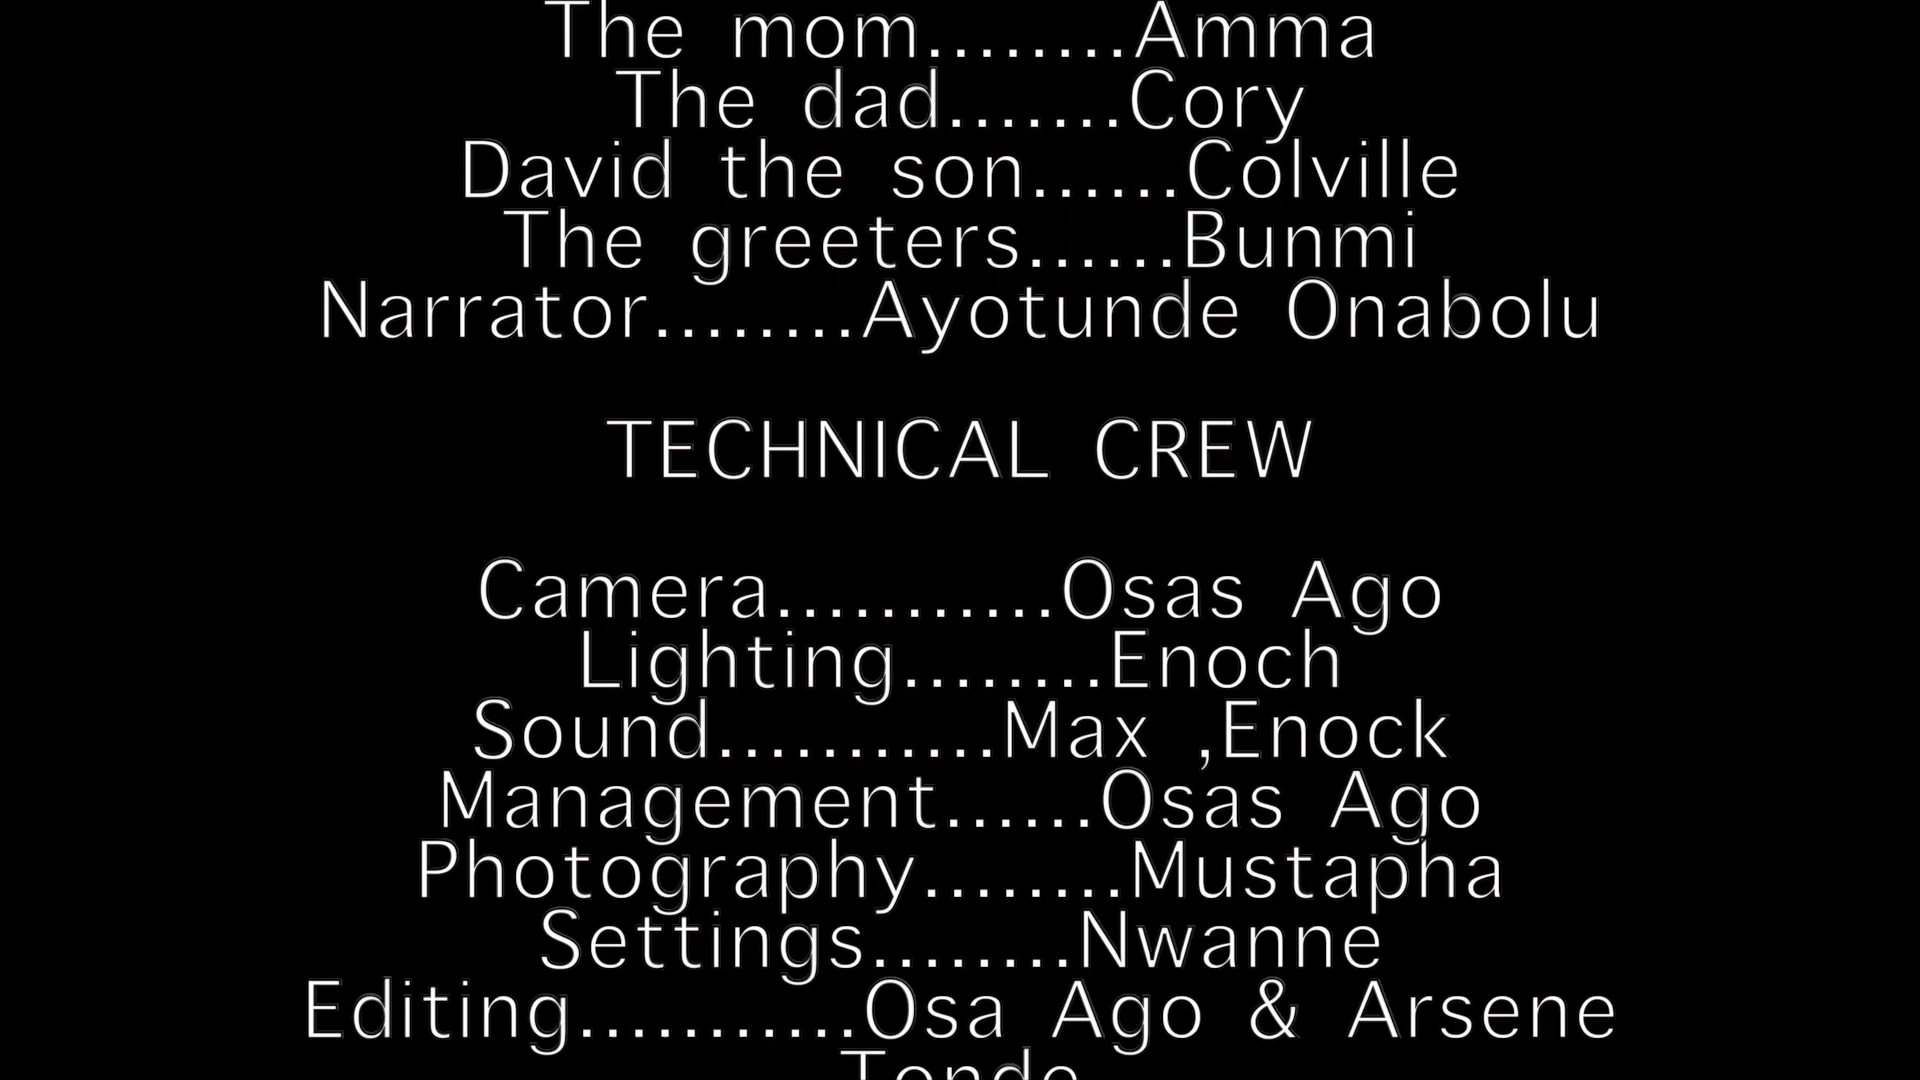 The mom........Amma
The dad.......Cory
David the son......Colville
The greeters......Bunmi
Narrator........Ayotunde Onabolu
TECHNICAL CREW
Camera...........Osas Ago
Lighting........Enoch
Sound...........Max ,Enock
Management......Osas Ago
Photography........Mustapha
Settings........Nwanne
Editing...........Osa Ago & Arsene